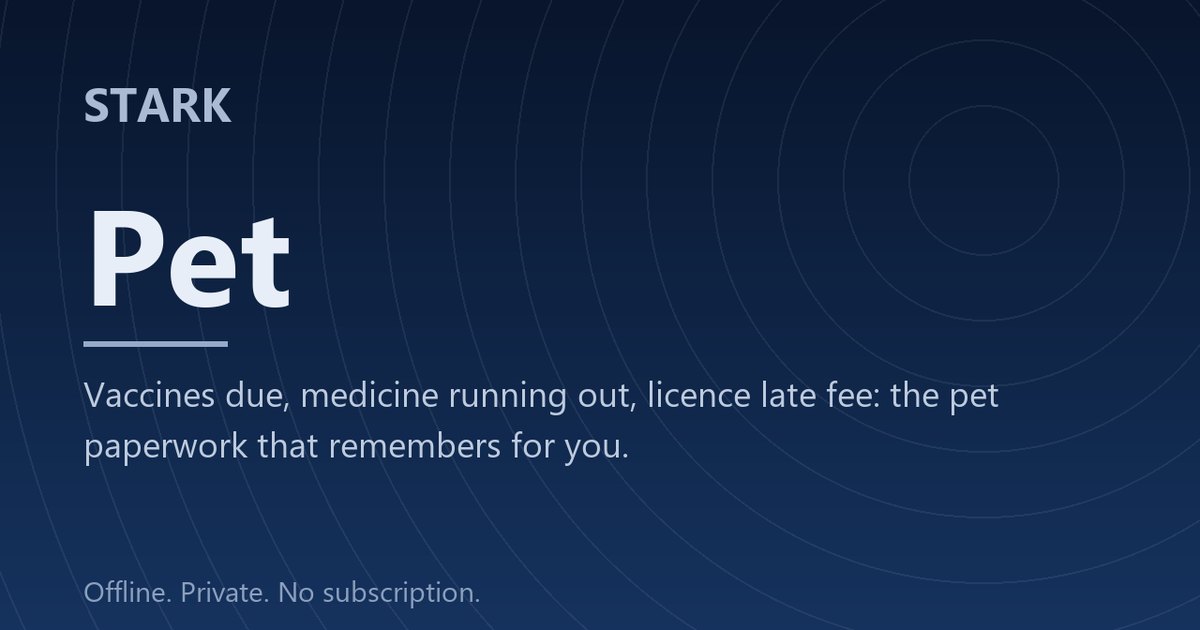 STARK
Pet
Vaccines due, medicine running out, licence late fee: the pet
paperwork that remembers for you.
Offline. Private. No subscription.